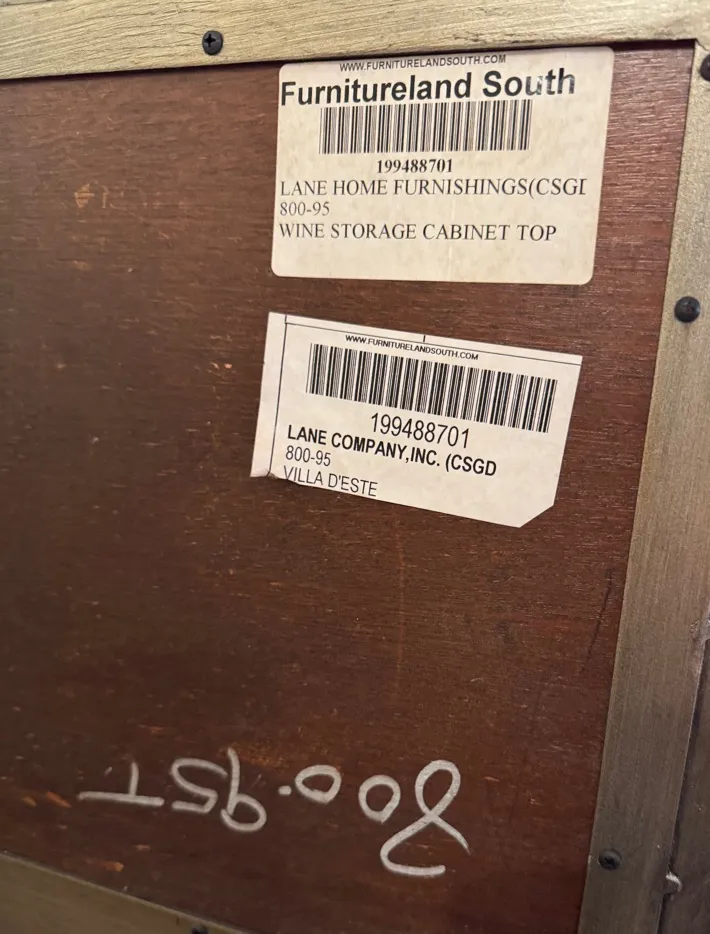 WWW.FURNITURELANDSOUTH.COM
Furnitureland South
199488701
LANE HOME FURNISHINGS(CSGI
800-95
WINE STORAGE CABINET TOP
WWW.FURNITURELANDSOUTH.COM
199488701
LANE COMPANY,INC. (CSGD
800-95
VILLA D'ESTE
800-95T